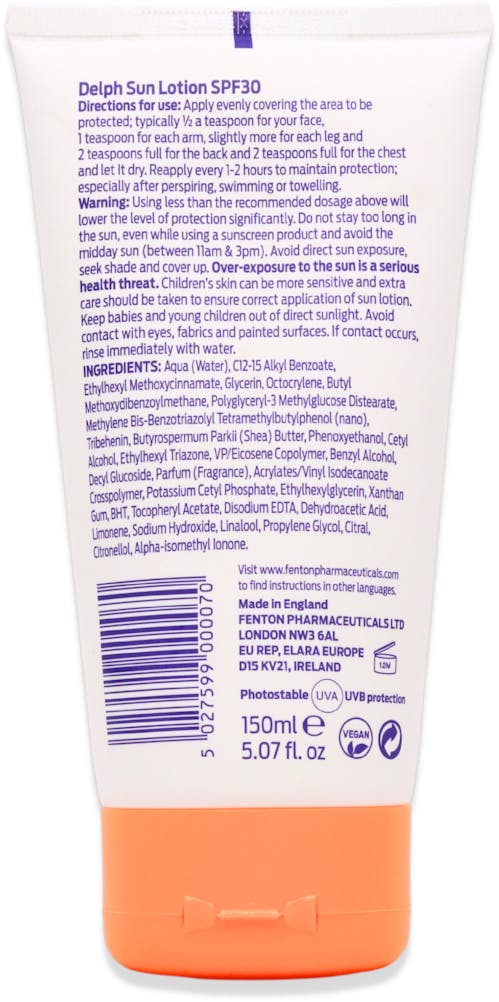 Delph Sun Lotion SPF30
Directions for use: Apply evenly covering the area to be
protected; typically ½ a teaspoon for your face,
1 teaspoon for each arm, slightly more for each leg and
2 teaspoons full for the back and 2 teaspoons full for the chest
and let It dry. Reapply every 1-2 hours to maintain protection;
especially after perspiring, swimming or towelling.
Warning: Using less than the recommended dosage above will
lower the level of protection significantly. Do not stay too long in
the sun, even while using a sunscreen product and avoid the
midday sun (between 11am & 3pm). Avoid direct sun exposure,
seek shade and cover up. Over-exposure to the sun is a serious
health threat. Children's skin can be more sensitive and extra
care should be taken to ensure correct application of sun lotion.
Keep babies and young children out of direct sunlight. Avoid
contact with eyes, fabrics and painted surfaces. If contact occurs,
rinse immediately with water.
INGREDIENTS: Aqua (Water), C12-15 Alkyl Benzoate,
Ethylhexyl Methoxycinnamate, Glycerin, Octocrylene, Butyl
Methoxydibenzoylmethane, Polyglyceryl-3 Methylglucose Distearate,
Methylene Bis-Benzotriazolyl Tetramethylbutylphenol (nano),
Tribehenin, Butyrospermum Parkii (Shea) Butter, Phenoxyethanol, Cetyl
Alcohol, Ethylhexyl Triazone, VP/Eicosene Copolymer, Benzyl Alcohol,
Decyl Glucoside, Parfum (Fragrance), Acrylates/Vinyl Isodecanoate
Crosspolymer, Potassium Cetyl Phosphate, Ethylhexylglycerin, Xanthan
Gum, BHT, Tocopheryl Acetate, Disodium EDTA, Dehydroacetic Acid,
Limonene, Sodium Hydroxide, Linalool, Propylene Glycol, Citral,
Citronellol, Alpha-isomethyl Ionone.
Visit www.fentonpharmaceuticals.com
to find instructions in other languages.
Made in England
FENTON PHARMACEUTICALS LTD
LONDON NW3 6AL
EU REP, ELARA EUROPE
D15 KV21, IRELAND
12M
Photostable UVA UVB protection
150ml e
5.07 fl. oz
VEGAN
5 027599 000070